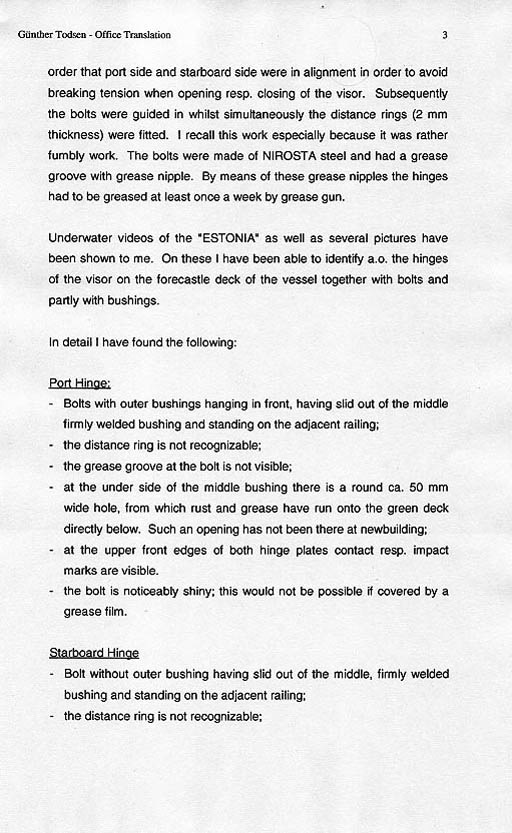 Günther Todsen - Office Translation 3
order that port side and starboard side were in alignment in order to avoid
breaking tension when opening resp. closing of the visor. Subsequently
the bolts were guided in whilst simultaneously the distance rings (2 mm
thickness) were fitted. I recall this work especially because it was rather
fumbly work. The bolts were made of NIROSTA steel and had a grease
groove with grease nipple. By means of these grease nipples the hinges
had to be greased at least once a week by grease gun.
Underwater videos of the "ESTONIA" as well as several pictures have
been shown to me. On these I have been able to identify a.o. the hinges
of the visor on the forecastle deck of the vessel together with bolts and
partly with bushings.
In detail I have found the following:
Port Hinge:
- Bolts with outer bushings hanging in front, having slid out of the middle
firmly welded bushing and standing on the adjacent railing;
- the distance ring is not recognizable;
- the grease groove at the bolt is not visible;
- at the under side of the middle bushing there is a round ca. 50 mm
wide hole, from which rust and grease have run onto the green deck
directly below. Such an opening has not been there at newbuilding;
- at the upper front edges of both hinge plates contact resp. impact
marks are visible.
- the bolt is noticeably shiny; this would not be possible if covered by a
grease film.
Starboard Hinge
- Bolt without outer bushing having slid out of the middle, firmly welded
bushing and standing on the adjacent railing;
- the distance ring is not recognizable;